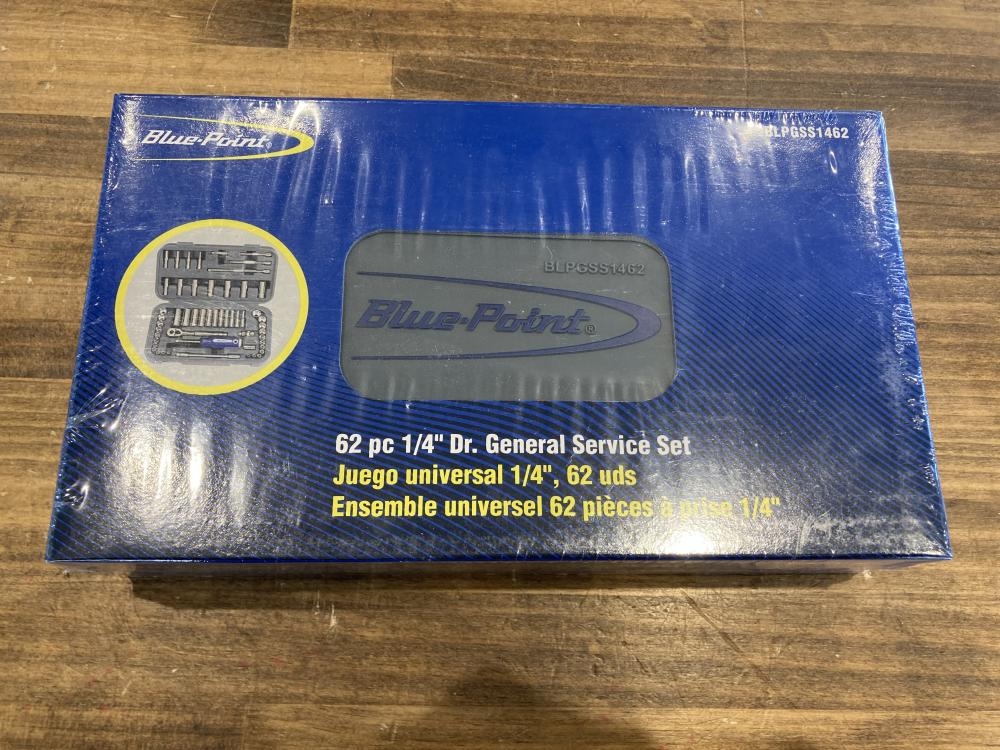 Blue-Point®
BLPGSS1462
BLPGSS1462
Blue-Point®
62 pc 1/4" Dr. General Service Set
Juego universal 1/4", 62 uds
Ensemble universel 62 pièces à prise 1/4"